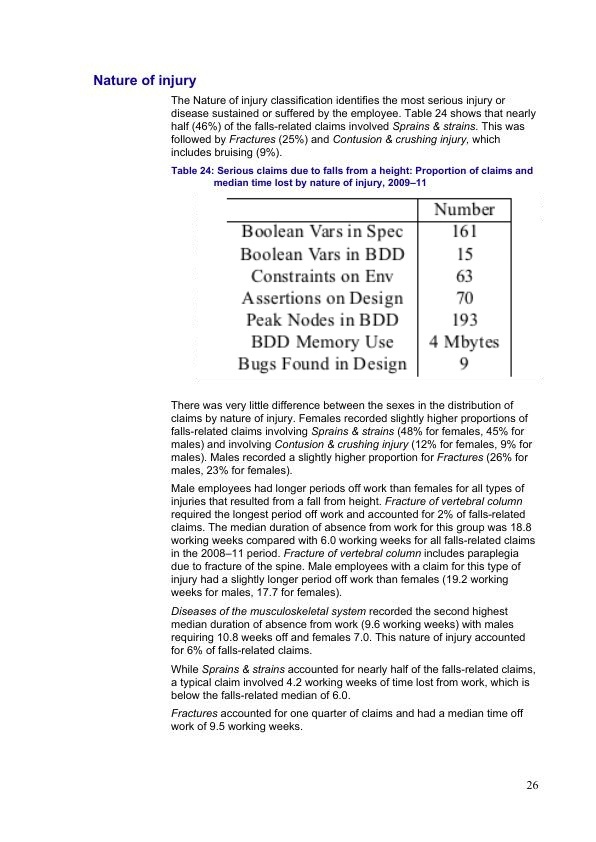 Nature of injury
The Nature of injury classification identifies the most serious injury or
disease sustained or suffered by the employee. Table 24 shows that nearly
half (46%) of the falls-related claims involved Sprains & strains. This was
followed by Fractures (25%) and Contusion & crushing injury, which
includes bruising (9%).
Table 24: Serious claims due to falls from a height: Proportion of claims and
median time lost by nature of injury, 2009–11
Number
Boolean Vars in Spec 161
Boolean Vars in BDD 15
Constraints on Env 63
Assertions on Design 70
Peak Nodes in BDD 193
BDD Memory Use 4 Mbytes
Bugs Found in Design 9
There was very little difference between the sexes in the distribution of
claims by nature of injury. Females recorded slightly higher proportions of
falls-related claims involving Sprains & strains (48% for females, 45% for
males) and involving Contusion & crushing injury (12% for females, 9% for
males). Males recorded a slightly higher proportion for Fractures (26% for
males, 23% for females).
Male employees had longer periods off work than females for all types of
injuries that resulted from a fall from height. Fracture of vertebral column
required the longest period off work and accounted for 2% of falls-related
claims. The median duration of absence from work for this group was 18.8
working weeks compared with 6.0 working weeks for all falls-related claims
in the 2008–11 period. Fracture of vertebral column includes paraplegia
due to fracture of the spine. Male employees with a claim for this type of
injury had a slightly longer period off work than females (19.2 working
weeks for males, 17.7 for females).
Diseases of the musculoskeletal system recorded the second highest
median duration of absence from work (9.6 working weeks) with males
requiring 10.8 weeks off and females 7.0. This nature of injury accounted
for 6% of falls-related claims.
While Sprains & strains accounted for nearly half of the falls-related claims,
a typical claim involved 4.2 working weeks of time lost from work, which is
below the falls-related median of 6.0.
Fractures accounted for one quarter of claims and had a median time off
work of 9.5 working weeks.
26